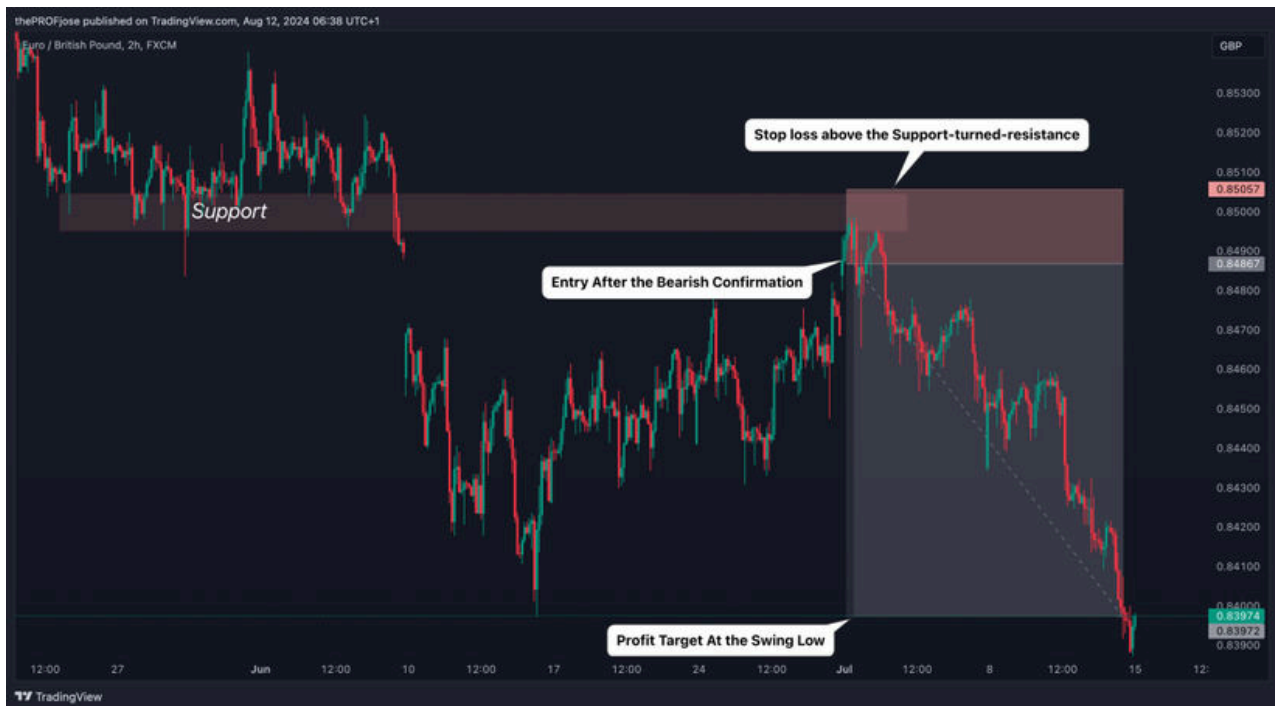 thePROFjose published on TradingView.com, Aug 12, 2024 06:38 UTC+1
Euro / British Pound, 2h, FXCM
GBP
0.85300
Stop loss above the Support-turned-resistance
0.85200
0.85100
0.85057
Support
0.85000
0.84900
0.84867
Entry After the Bearish Confirmation
0.84800
0.84700
0.84600
0.84500
0.84400
0.84300
0.84200
0.84100
0.84000
0.83974
0.83972
Profit Target At the Swing Low
0.83900
12:00 27 Jun 12:00 10 12:00 17 12:00 24 12:00 Jul 12:00 8 12:00 15 12:
TradingView